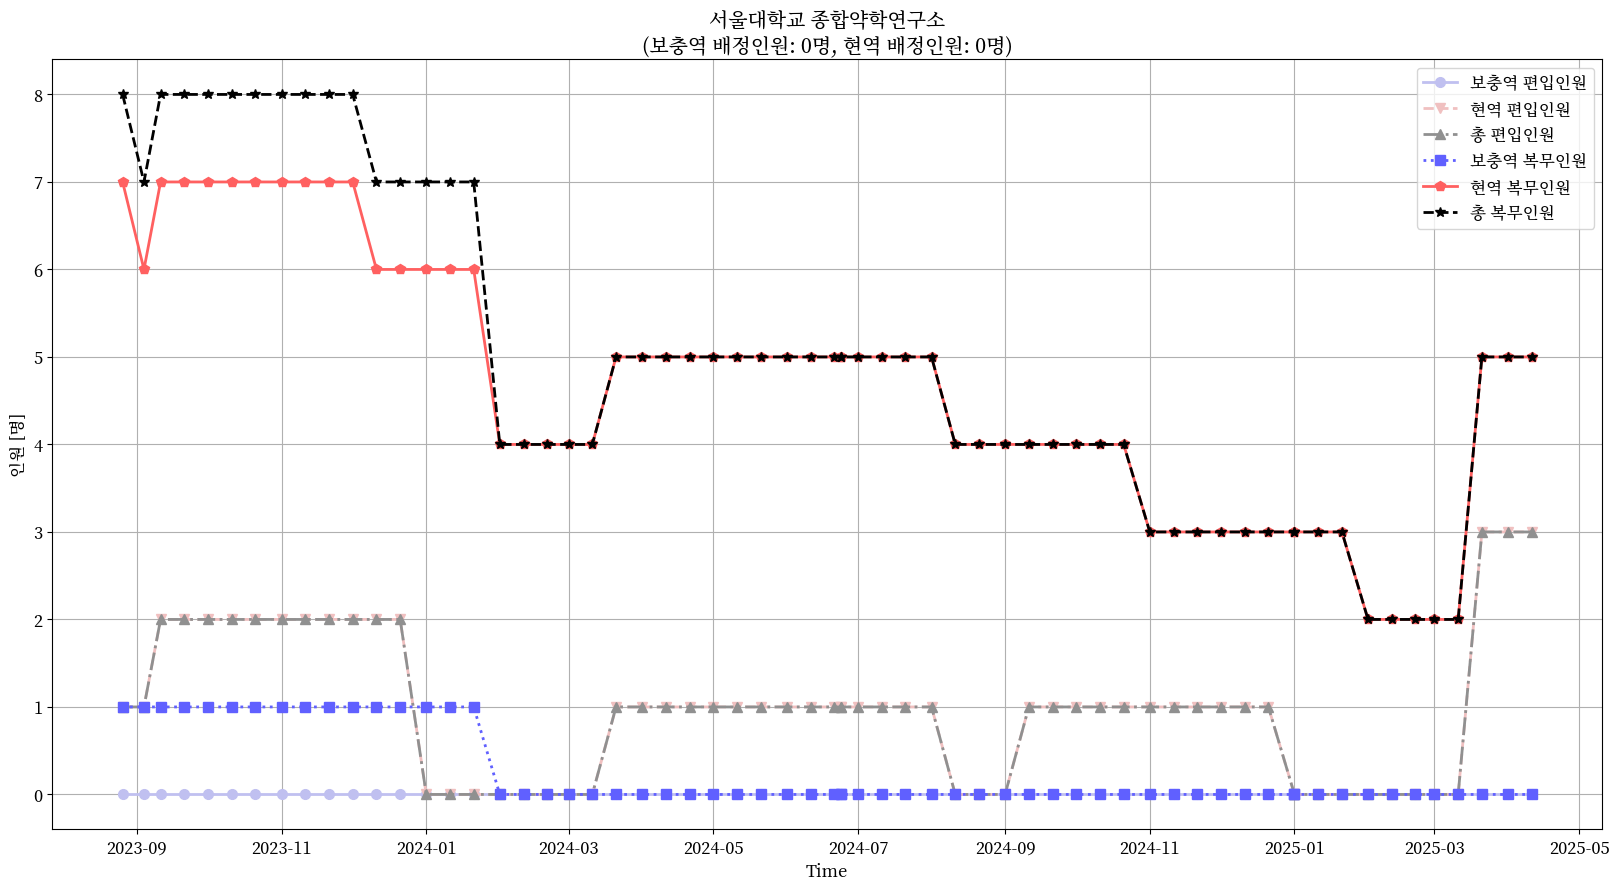 서울대학교 종합약학연구소
(보충역 배정인원: 0명, 현역 배정인원: 0명)
보충역 편입인원
현역 편입인원
총 편입인원
보충역 복무인원
현역 복무인원
총 복무인원
인원 [명]
8
7
6
5
4
3
2
1
0
2023-09
2023-11
2024-01
2024-03
2024-05
2024-07
2024-09
2024-11
2025-01
2025-03
2025-05
Time